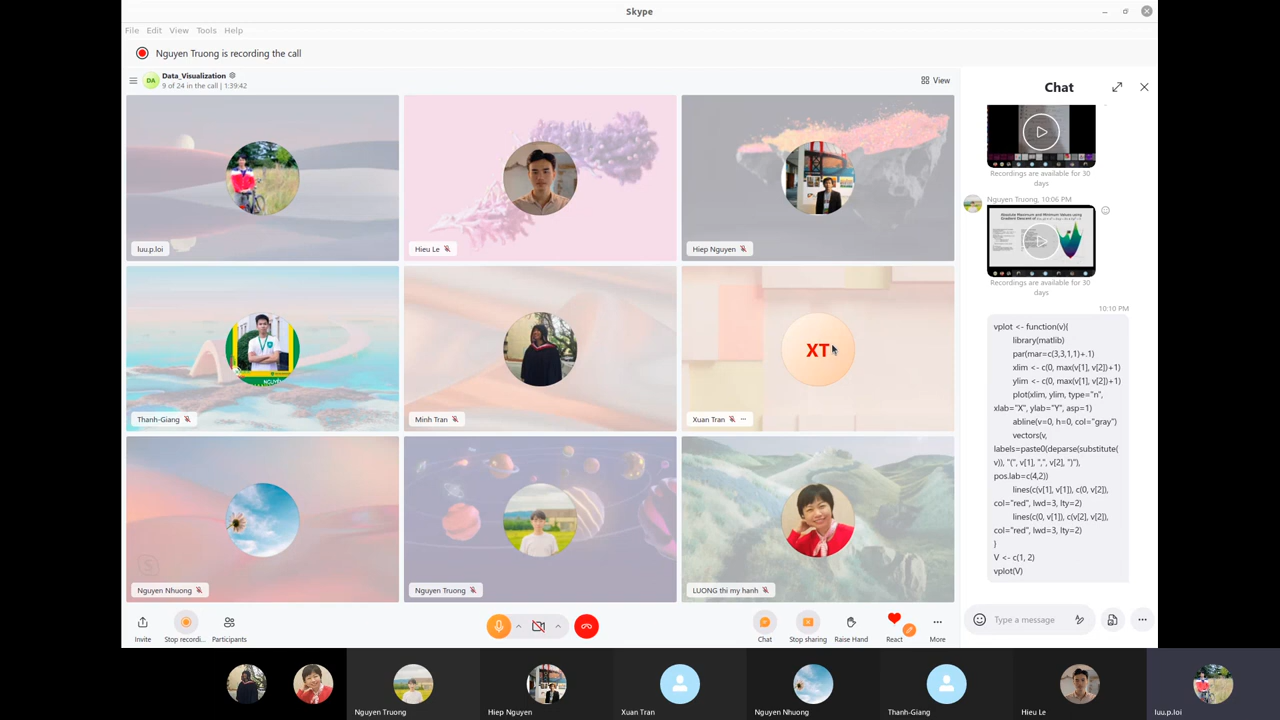 Skype
File Edit View Tools Help
Nguyen Truong is recording the call
DA Data_Visualization
9 of 24 in the call | 1:39:42
View
luu.p.loi
Hieu Le
Hiep Nguyen
Thanh-Giang
Minh Tran
XT
Xuan Tran
Nguyen Nhuong
Nguyen Truong
LUONG thi my hanh
Invite
Stop recordi...
Participants
Chat
Stop sharing
Raise Hand
React
More
Chat
Recordings are available for 30
days
Nguyen Truong, 10:06 PM
Absolute Maximum and Minimum Values using
Recordings are available for 30
days
10:10 PM
vplot <- function(v){
library(matlib)
par(mar=c(3,3,1,1)+.1)
xlim <- c(0, max(v[1], v[2])+1)
ylim <- c(0, max(v[1], v[2])+1)
plot(xlim, ylim, type="n",
xlab="X", ylab="Y", asp=1)
abline(v=0, h=0, col="gray")
vectors(v,
labels=paste0(deparse(substitute(
v)), "(", v[1], ",", v[2], ")"),
pos.lab=c(4,2))
lines(c(v[1], v[1]), c(0, v[2]),
col="red", lwd=3, lty=2)
lines(c(0, v[1]), c(v[2], v[2]),
col="red", lwd=3, lty=2)
}
V <- c(1, 2)
vplot(V)
Type a message
Nguyen Truong
Hiep Nguyen
Xuan Tran
Nguyen Nhuong
Thanh-Giang
Hieu Le
luu.p.loi